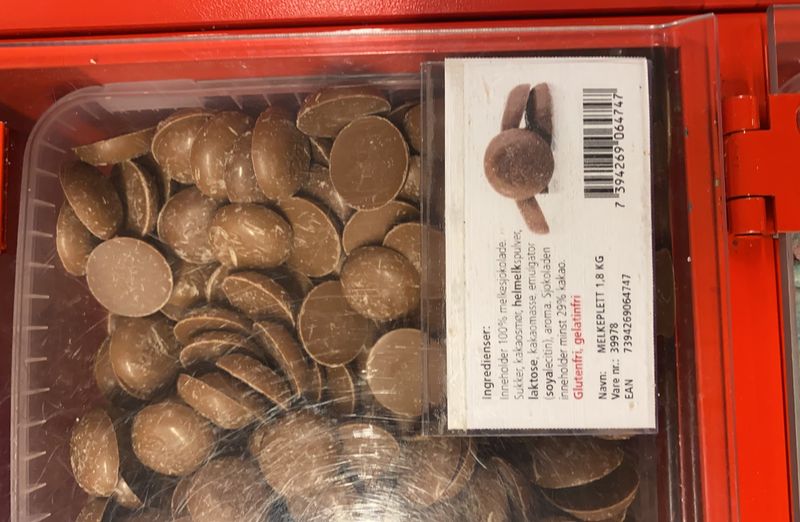 Ingredienser:
Inneholder 100% melkesjokolade.
Sukker, kakaosmør, helmelkspulver,
laktose, kakaomasse, emulgator
(soyalecitin), aroma. Sjokoladen
inneholder minst 29% kakao.
Glutenfri, gelatinfri
Navn: MELKEPLETT 1,8 KG
Vare nr.: 39978
EAN 7394269064747
7 394269 064747